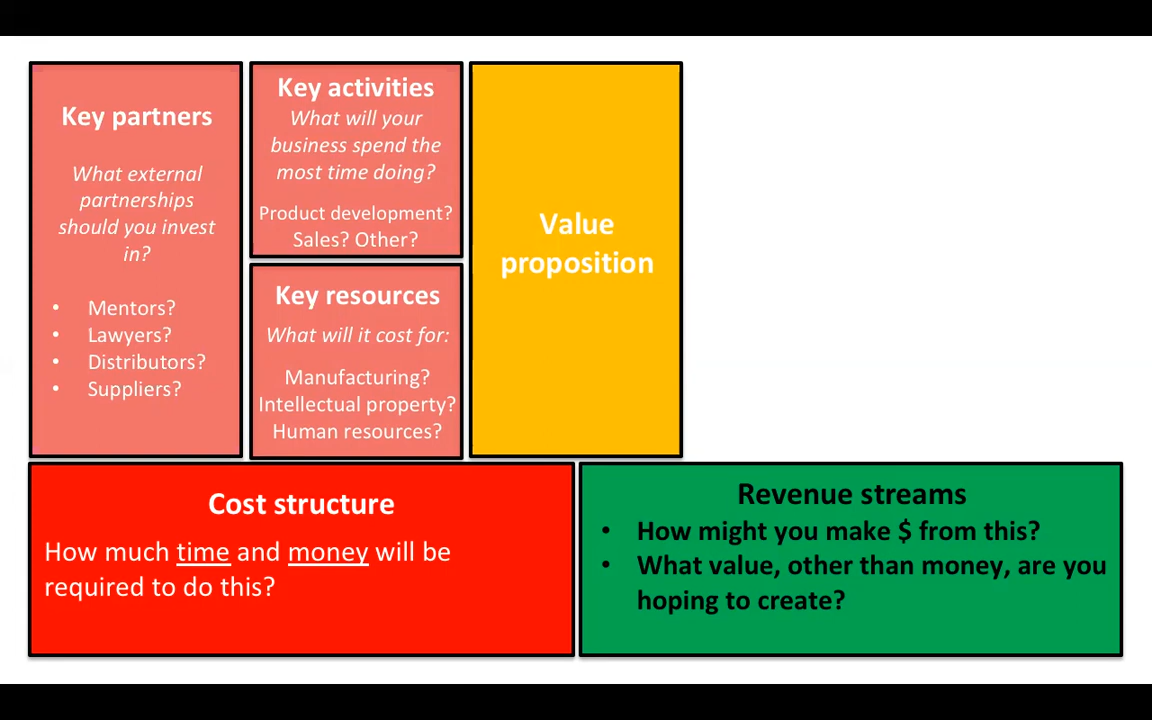 Key partners
What external
partnerships
should you invest
in?
• Mentors?
• Lawyers?
• Distributors?
• Suppliers?
Key activities
What will your
business spend the
most time doing?
Product development?
Sales? Other?
Key resources
What will it cost for:
Manufacturing?
Intellectual property?
Human resources?
Value
proposition
Cost structure
How much time and money will be
required to do this?
Revenue streams
• How might you make $ from this?
• What value, other than money, are you
hoping to create?